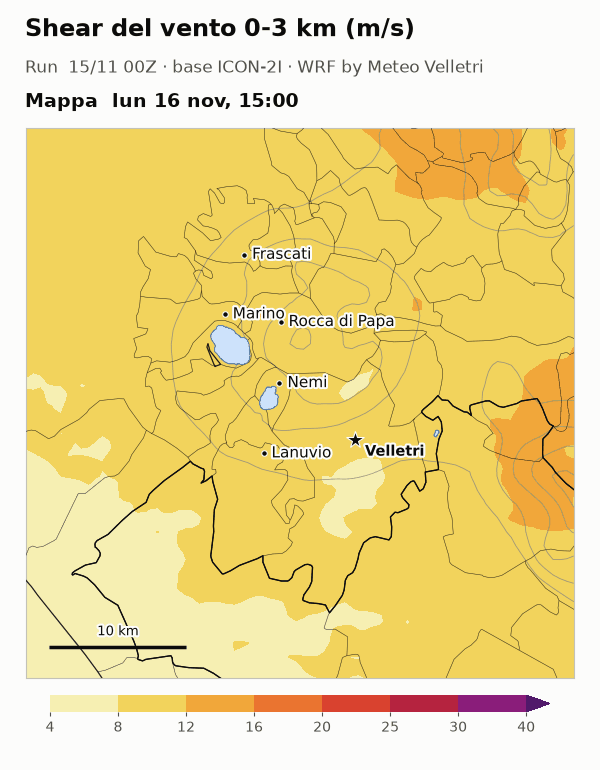 Shear del vento 0-3 km (m/s)
Run  15/11 00Z · base ICON-2I · WRF by Meteo Velletri
Mappa  lun 16 nov, 15:00
Frascati
Marino
Rocca di Papa
Nemi
Velletri
Lanuvio
10 km
4 8 12 16 20 25 30 40